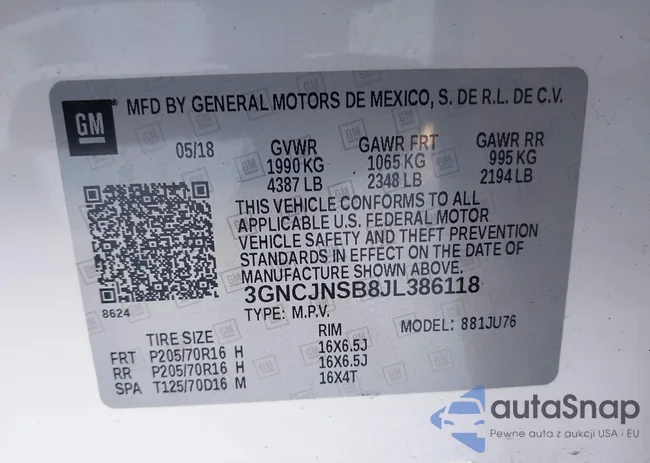 GM
MFD BY GENERAL MOTORS DE MEXICO, S. DE R.L. DE C.V.
05/18 GVWR GAWR FRT GAWR RR
1990 KG 1065 KG 995 KG
4387 LB 2348 LB 2194 LB
THIS VEHICLE CONFORMS TO ALL
APPLICABLE U.S. FEDERAL MOTOR
VEHICLE SAFETY AND THEFT PREVENTION
STANDARDS IN EFFECT ON THE DATE OF
MANUFACTURE SHOWN ABOVE.
8624
3GNCJNSB8JL386118
TYPE: M.P.V.
TIRE SIZE RIM MODEL: 881JU76
FRT P205/70R16 H 16X6.5J
RR P205/70R16 H 16X6.5J
SPA T125/70D16 M 16X4T
autaSnap
Pewne auta z aukcji USA i EU